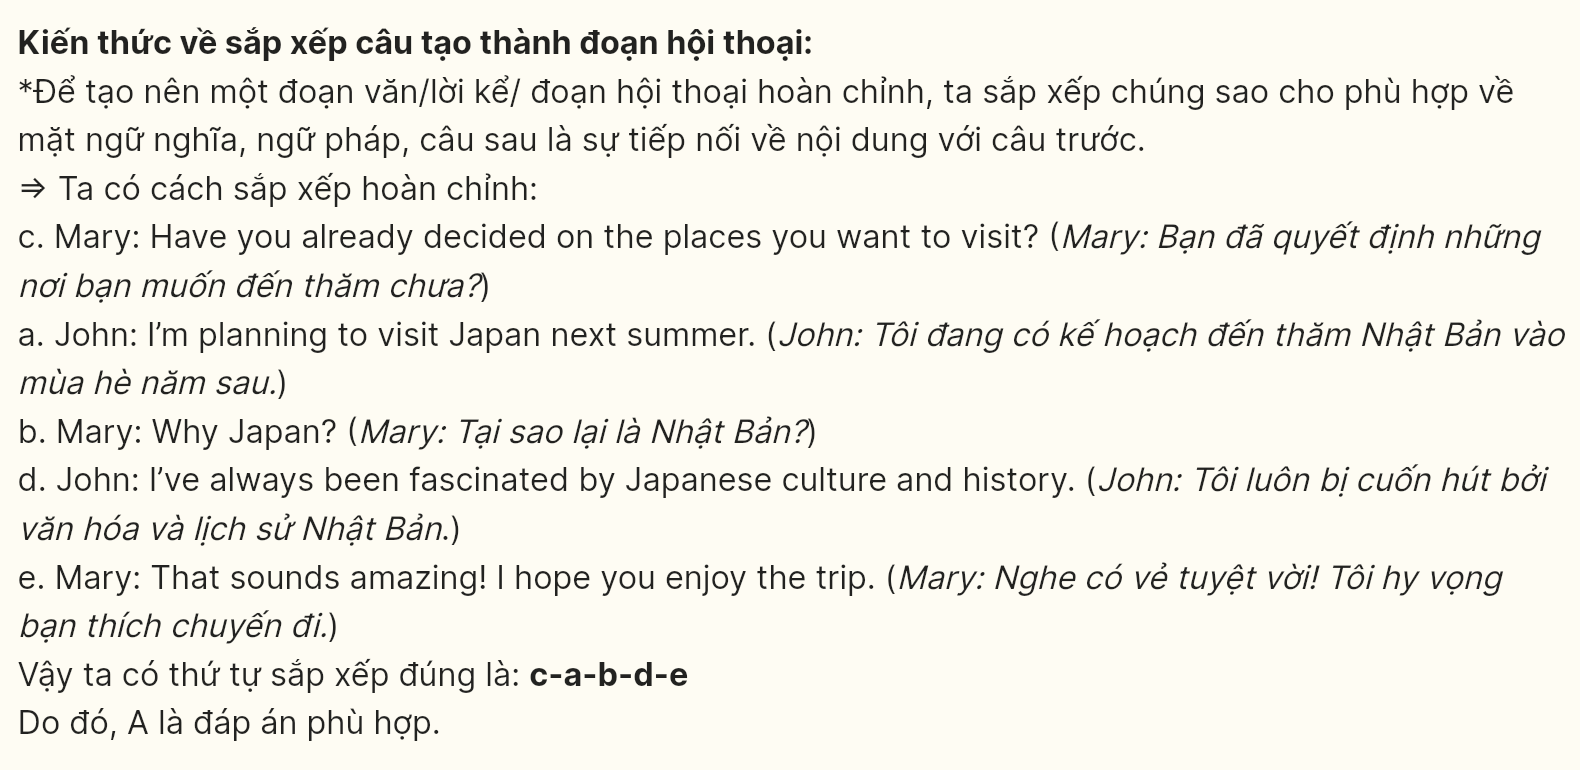 Kiến thức về sắp xếp câu tạo thành đoạn hội thoại:
*Để tạo nên một đoạn văn/lời kể/ đoạn hội thoại hoàn chỉnh, ta sắp xếp chúng sao cho phù hợp về
mặt ngữ nghĩa, ngữ pháp, câu sau là sự tiếp nối về nội dung với câu trước.
⇒ Ta có cách sắp xếp hoàn chỉnh:
c. Mary: Have you already decided on the places you want to visit? (Mary: Bạn đã quyết định những
nơi bạn muốn đến thăm chưa?)
a. John: I’m planning to visit Japan next summer. (John: Tôi đang có kế hoạch đến thăm Nhật Bản vào
mùa hè năm sau.)
b. Mary: Why Japan? (Mary: Tại sao lại là Nhật Bản?)
d. John: I’ve always been fascinated by Japanese culture and history. (John: Tôi luôn bị cuốn hút bởi
văn hóa và lịch sử Nhật Bản.)
e. Mary: That sounds amazing! I hope you enjoy the trip. (Mary: Nghe có vẻ tuyệt vời! Tôi hy vọng
bạn thích chuyến đi.)
Vậy ta có thứ tự sắp xếp đúng là: c-a-b-d-e
Do đó, A là đáp án phù hợp.